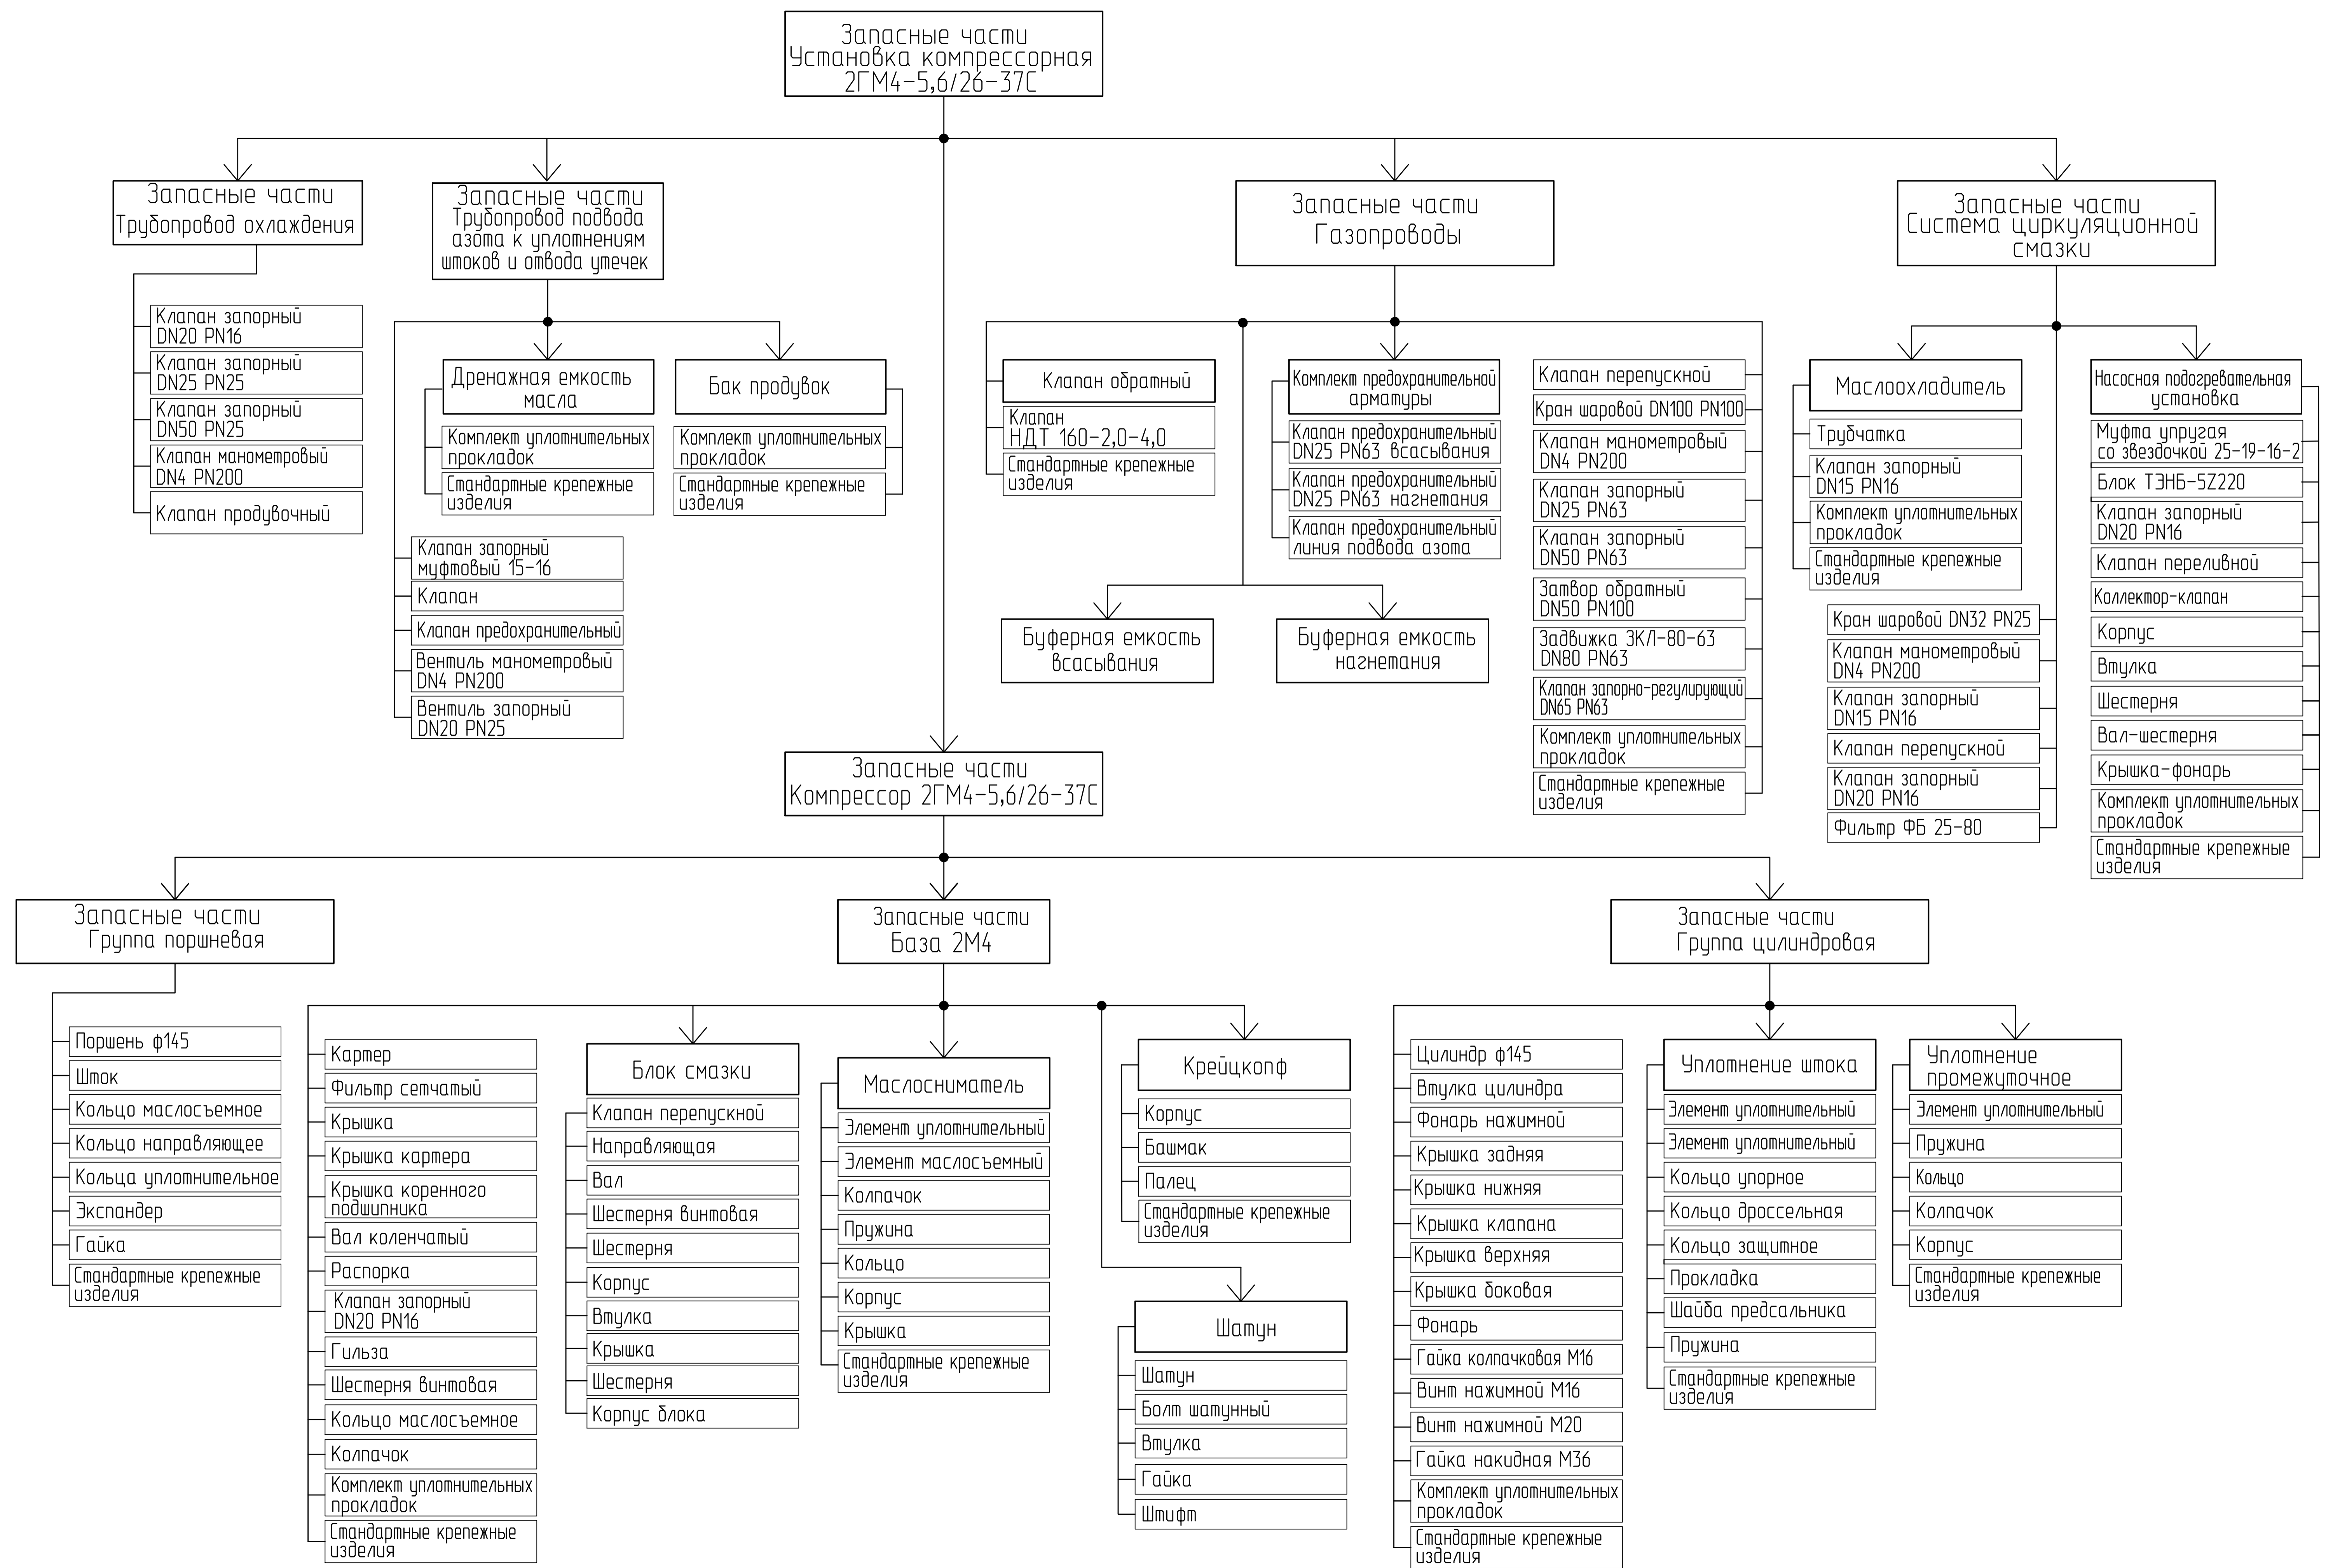 Запасные части
Установка компрессорная
2ГМ4-5,6/26-37С
Запасные части
Трубопровод охлаждения
Клапан запорный
DN20 PN16
Клапан запорный
DN25 PN25
Клапан запорный
DN50 PN25
Клапан манометровый
DN4 PN200
Клапан продувочный
Запасные части
Трубопровод подвода
азота к уплотнениям
штоков и отвода утечек
Дренажная емкость
масла
Комплект уплотнительных
прокладок
Стандартные крепежные
изделия
Бак продувок
Комплект уплотнительных
прокладок
Стандартные крепежные
изделия
Клапан запорный
муфтовый 15-16
Клапан
Клапан предохранительный
Вентиль манометровый
DN4 PN200
Вентиль запорный
DN20 PN25
Запасные части
Газопроводы
Клапан обратный
Клапан
НДТ 160-2,0-4,0
Стандартные крепежные
изделия
Комплект предохранительной
арматуры
Клапан предохранительный
DN25 PN63 всасывания
Клапан предохранительный
DN25 PN63 нагнетания
Клапан предохранительный
линия подвода азота
Буферная емкость
всасывания
Буферная емкость
нагнетания
Клапан перепускной
Кран шаровой DN100 PN100
Клапан манометровый
DN4 PN200
Клапан запорный
DN25 PN63
Клапан запорный
DN50 PN63
Затвор обратный
DN50 PN100
Задвижка ЗКЛ-80-63
DN80 PN63
Клапан запорно-регулирующий
DN65 PN63
Комплект уплотнительных
прокладок
Стандартные крепежные
изделия
Запасные части
Система циркуляционной
смазки
Маслоохладитель
Трубчатка
Клапан запорный
DN15 PN16
Комплект уплотнительных
прокладок
Стандартные крепежные
изделия
Кран шаровой DN32 PN25
Клапан манометровый
DN4 PN200
Клапан запорный
DN15 PN16
Клапан перепускной
Клапан запорный
DN20 PN16
Фильтр ФБ 25-80
Насосная подогревательная
установка
Муфта упругая
со звездочкой 25-19-16-2
Блок ТЭНБ-5Z220
Клапан запорный
DN20 PN16
Клапан переливной
Коллектор-клапан
Корпус
Втулка
Шестерня
Вал-шестерня
Крышка-фонарь
Комплект уплотнительных
прокладок
Стандартные крепежные
изделия
Запасные части
Компрессор 2ГМ4-5,6/26-37С
Запасные части
Группа поршневая
Поршень ф145
Шток
Кольцо маслосъемное
Кольцо направляющее
Кольца уплотнительное
Экспандер
Гайка
Стандартные крепежные
изделия
Запасные части
База 2М4
Картер
Фильтр сетчатый
Крышка
Крышка картера
Крышка коренного
подшипника
Вал коленчатый
Распорка
Клапан запорный
DN20 PN16
Гильза
Шестерня винтовая
Кольцо маслосъемное
Колпачок
Комплект уплотнительных
прокладок
Стандартные крепежные
изделия
Блок смазки
Клапан перепускной
Направляющая
Вал
Шестерня винтовая
Шестерня
Корпус
Втулка
Крышка
Шестерня
Корпус блока
Маслосниматель
Элемент уплотнительный
Элемент маслосъемный
Колпачок
Пружина
Кольцо
Корпус
Крышка
Стандартные крепежные
изделия
Крейцкопф
Корпус
Башмак
Палец
Стандартные крепежные
изделия
Шатун
Шатун
Болт шатунный
Втулка
Гайка
Штифт
Запасные части
Группа цилиндровая
Цилиндр ф145
Втулка цилиндра
Фонарь нажимной
Крышка задняя
Крышка нижняя
Крышка клапана
Крышка верхняя
Крышка боковая
Фонарь
Гайка колпачковая М16
Винт нажимной М16
Винт нажимной М20
Гайка накидная М36
Комплект уплотнительных
прокладок
Стандартные крепежные
изделия
Уплотнение штока
Элемент уплотнительный
Элемент уплотнительный
Кольцо упорное
Кольцо дроссельная
Кольцо защитное
Прокладка
Шайба предсальника
Пружина
Стандартные крепежные
изделия
Уплотнение
промежуточное
Элемент уплотнительный
Пружина
Кольцо
Колпачок
Корпус
Стандартные крепежные
изделия